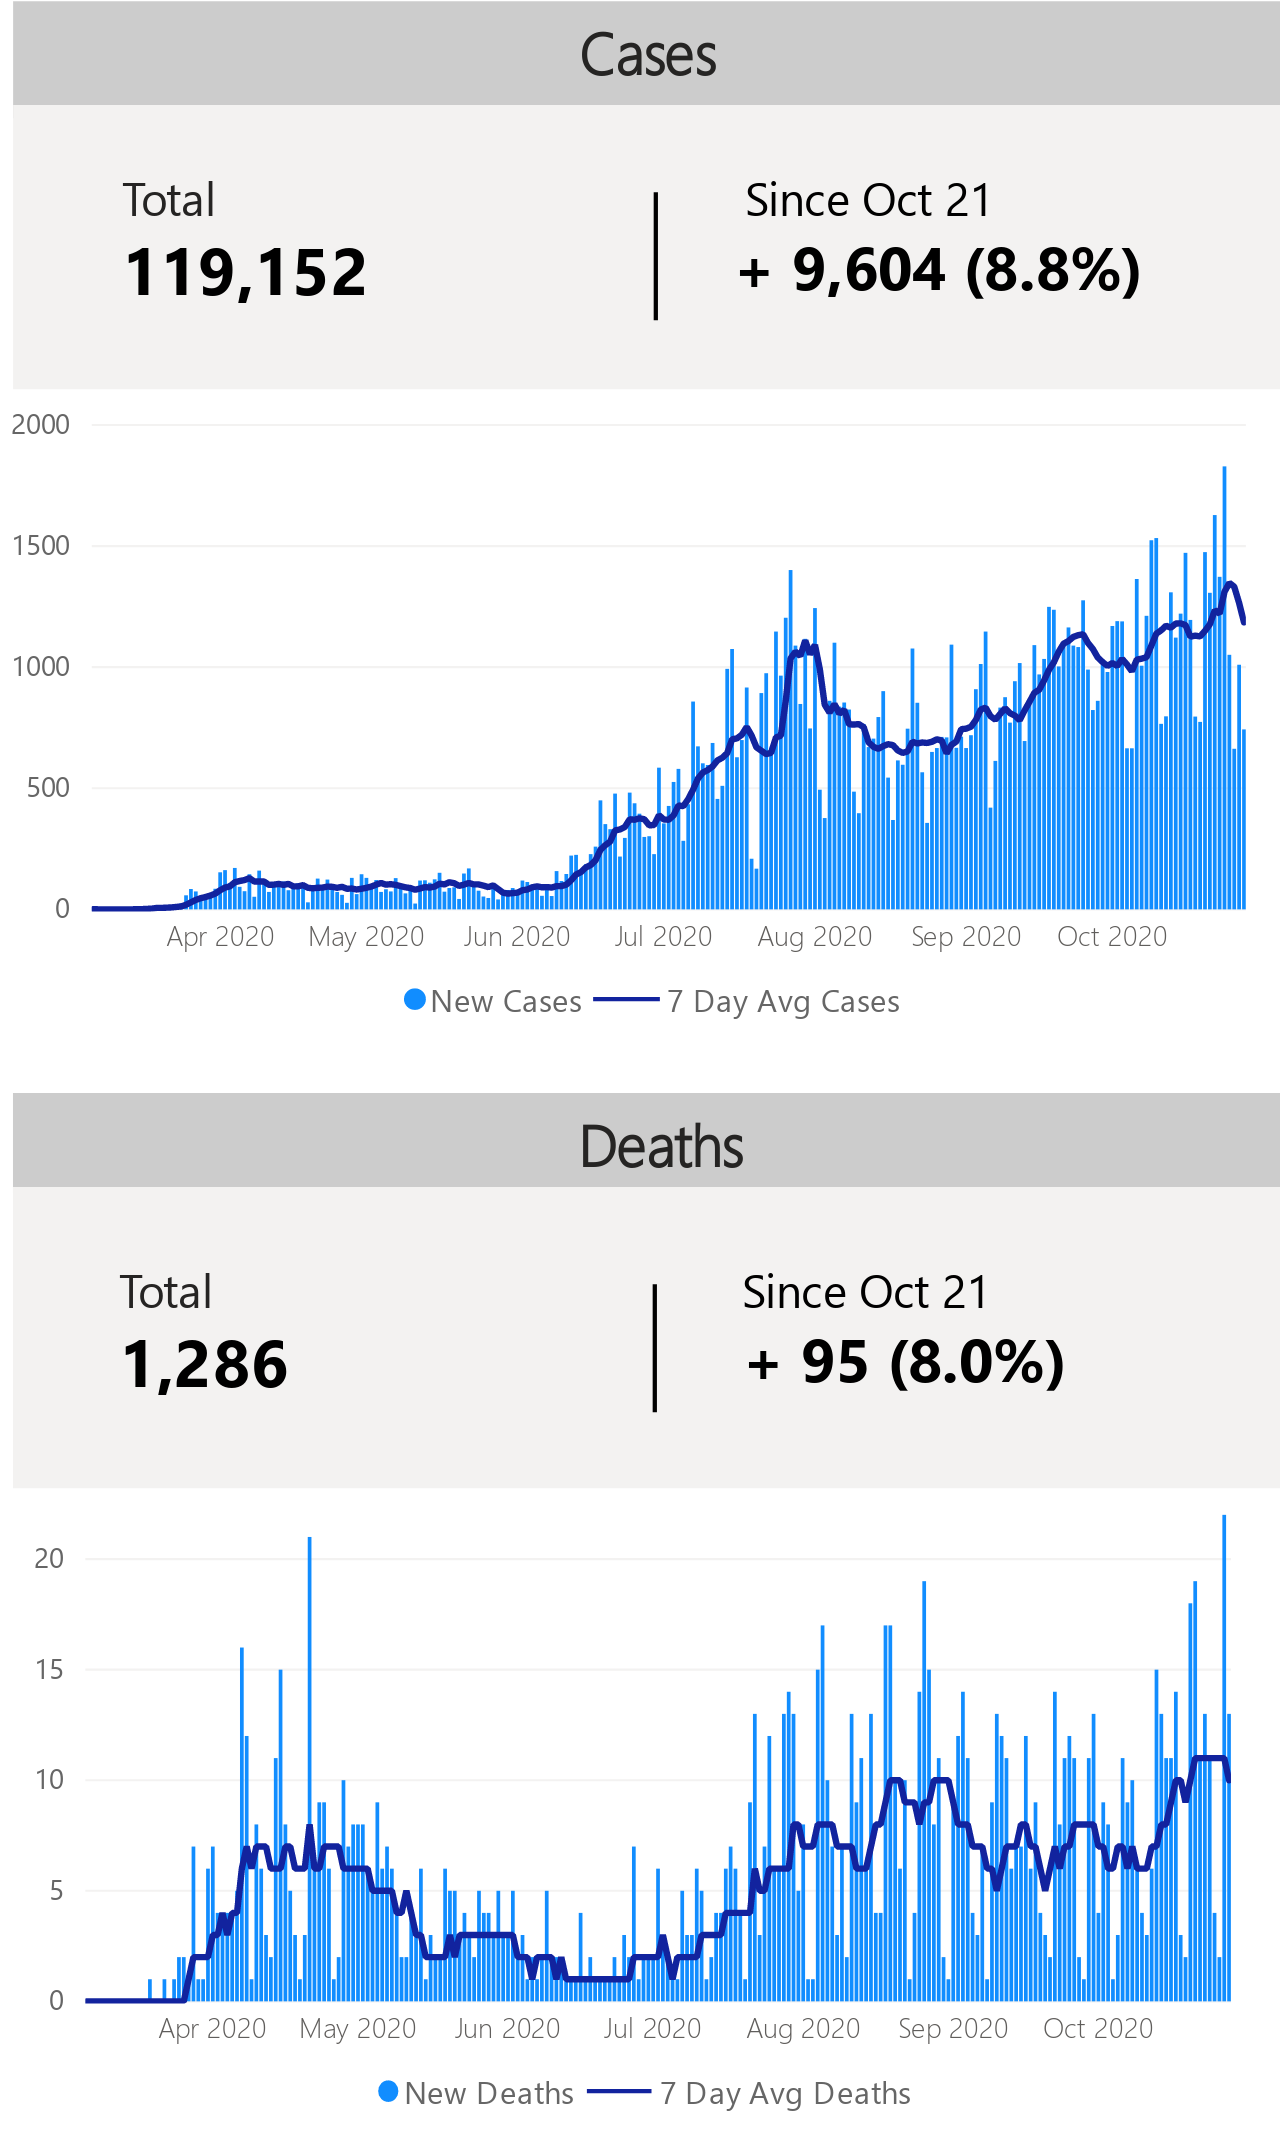 Cases
Total
Since Oct 21
119,152
+ 9,604 (8.8%)
2000
1500
1000
500
0
Apr 2020 May 2020 Jun 2020 Jul 2020 Aug 2020 Sep 2020 Oct 2020
New Cases 7 Day Avg Cases
Deaths
Total
Since Oct 21
1,286
+ 95 (8.0%)
20
15
10
5
0
Apr 2020 May 2020 Jun 2020 Jul 2020 Aug 2020 Sep 2020 Oct 2020
New Deaths 7 Day Avg Deaths